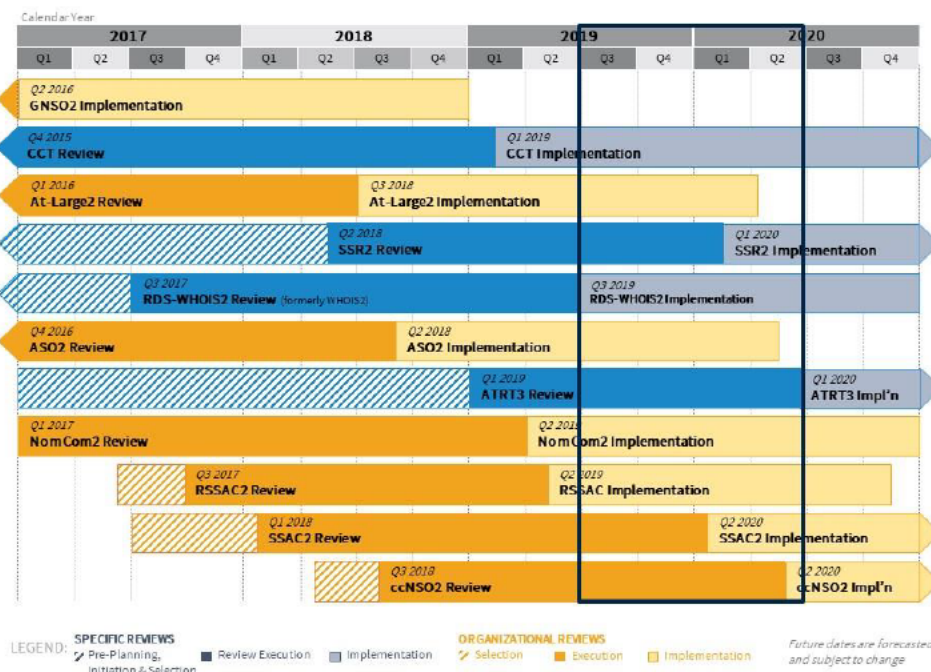 Calendar Year
2017 2018 2019 2020
Q1 Q2 Q3 Q4 Q1 Q2 Q3 Q4 Q1 Q2 Q3 Q4 Q1 Q2 Q3 Q4
Q2 2016
GNSO2 Implementation
Q4 2015 Q1 2019
CCT Review CCT Implementation
Q1 2016 Q3 2018
At-Large2 Review At-Large2 Implementation
Q2 2018 Q1 2020
SSR2 Review SSR2 Implementation
Q3 2017 Q3 2019
RDS-WHOIS2 Review (formerly WHOIS2) RDS-WHOIS2 Implementation
Q4 2016 Q2 2018
ASO2 Review ASO2 Implementation
Q1 2019 Q1 2020
ATRT3 Review ATRT3 Impl'n
Q1 2017 Q2 2019
NomCom2 Review NomCom2 Implementation
Q3 2017 Q2 2019
RSSAC2 Review RSSAC Implementation
Q1 2018 Q2 2020
SSAC2 Review SSAC2 Implementation
Q3 2018 Q2 2020
ccNSO2 Review ccNSO2 Impl'n
LEGEND: SPECIFIC REVIEWS ORGANIZATIONAL REVIEWS
Pre-Planning, Review Execution Implementation Selection Execution Implementation
Initiation & Selection
Future dates are forecasted
and subject to change